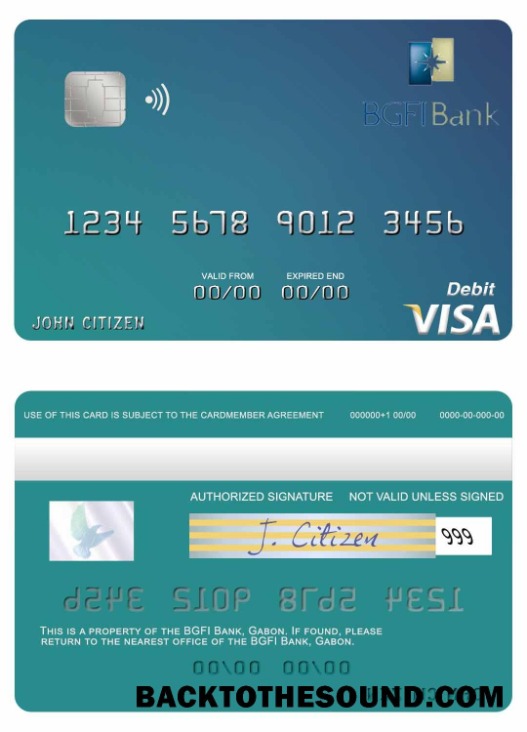 BGFIBank
1234 5678 9012 3456
VALID FROM EXPIRED END
00/00 00/00
Debit
JOHN CITIZEN VISA
USE OF THIS CARD IS SUBJECT TO THE CARDMEMBER AGREEMENT 000000+1 00/00 0000-00-000-00
AUTHORIZED SIGNATURE NOT VALID UNLESS SIGNED
J. Citizen 999
THIS IS A PROPERTY OF THE BGFI BANK, GABON. IF FOUND, PLEASE
RETURN TO THE NEAREST OFFICE OF THE BGFI BANK, GABON.
00\00 00\00
BACKTOTHESOUND.COM